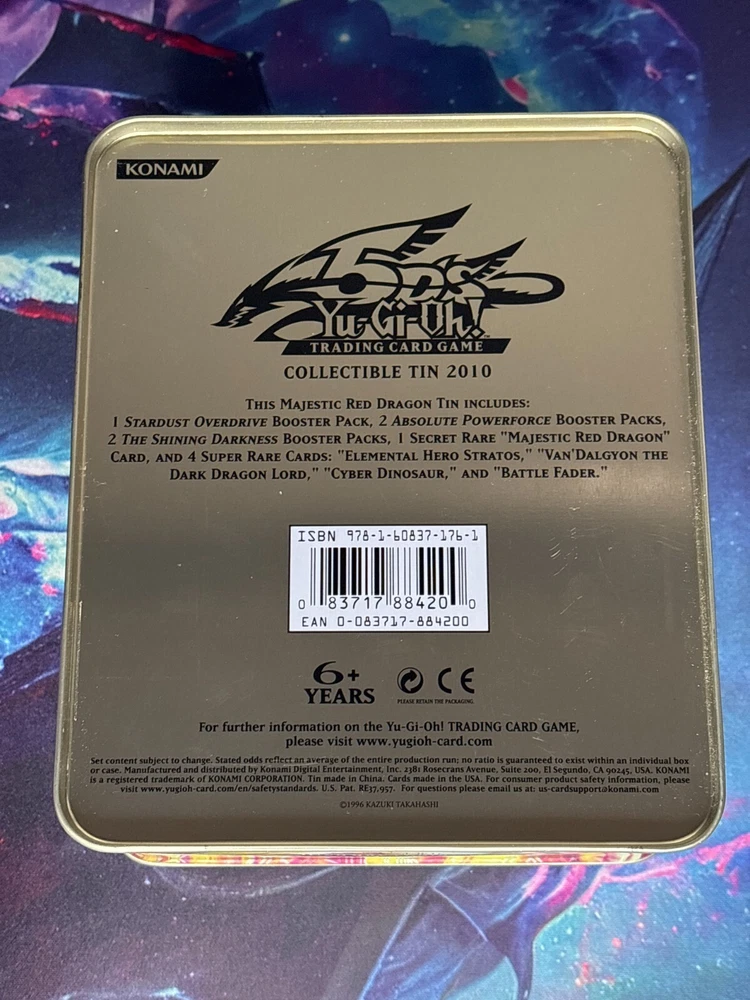 KONAMI
5D's
Yu-Gi-Oh!
TRADING CARD GAME
COLLECTIBLE TIN 2010
This Majestic Red Dragon Tin includes:
1 Stardust Overdrive Booster Pack, 2 Absolute Powerforce Booster Packs,
2 The Shining Darkness Booster Packs, 1 Secret Rare "Majestic Red Dragon"
Card, and 4 Super Rare Cards: "Elemental Hero Stratos," "Van'Dalgyon the
Dark Dragon Lord," "Cyber Dinosaur," and "Battle Fader."
ISBN 978-1-60837-176-1
0 83717 88420 0
EAN 0-083717-884200
6+
YEARS
CE
PLEASE RETAIN THE PACKAGING.
For further information on the Yu-Gi-Oh! TRADING CARD GAME,
please visit www.yugioh-card.com
Set content subject to change. Stated odds reflect an average of the entire production run; no ratio is guaranteed to exist within an individual box
or case. Manufactured and distributed by Konami Digital Entertainment, Inc. 2381 Rosecrans Avenue, Suite 200, El Segundo, CA 90245, USA. KONAMI
is a registered trademark of KONAMI CORPORATION. Tin made in China. Cards made in the USA. For consumer product safety information, please
visit www.yugioh-card.com/en/safetystandards. U.S. Pat. RE37,957. For questions please email us at: us-cardsupport@konami.com
©1996 KAZUKI TAKAHASHI